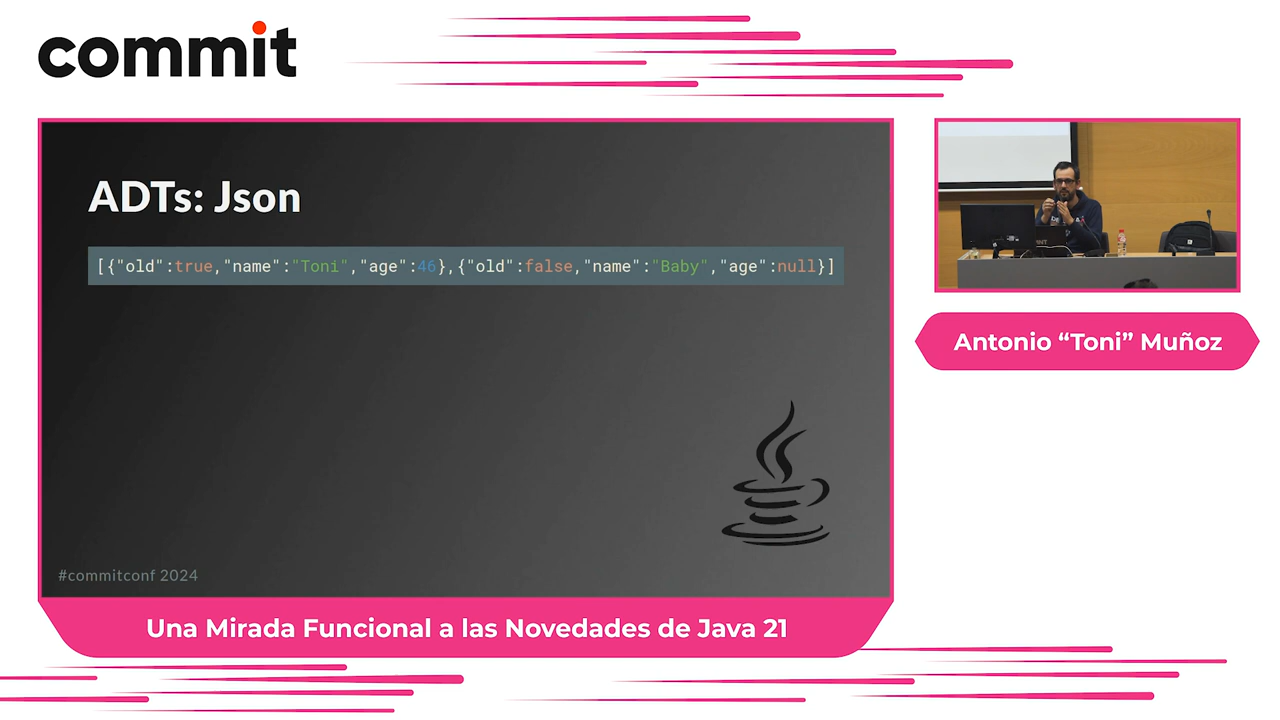 commit
ADTs: Json
[{"old":true,"name":"Toni","age":46},{"old":false,"name":"Baby","age":null}]
#commitconf 2024
Una Mirada Funcional a las Novedades de Java 21
Antonio “Toni” Muñoz